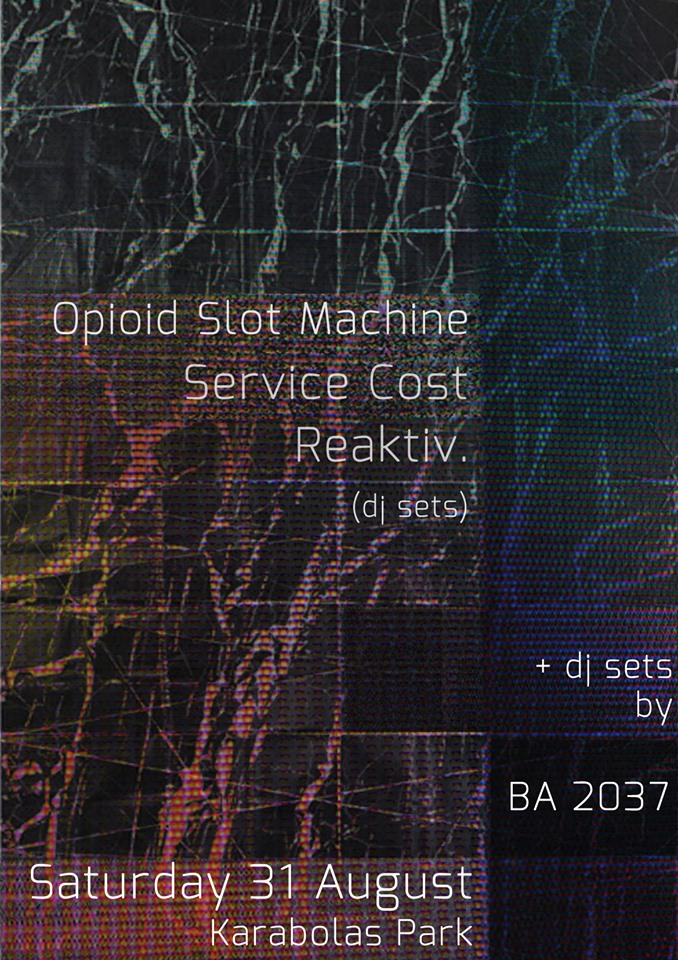 Opioid Slot Machine
Service Cost
Reaktiv.
(dj sets)
+ dj sets
by
BA 2037
Saturday 31 August
Karabolas Park